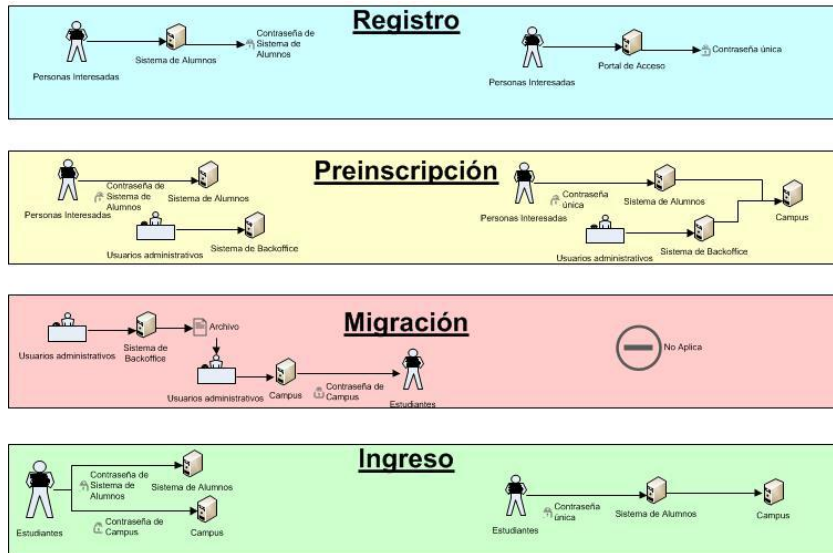 Registro
Contraseña de
Sistema de
Alumnos
Personas Interesadas
Sistema de Alumnos
Contraseña única
Portal de Acceso
Personas Interesadas
Preinscripción
Contraseña de
Sistema de
Alumnos
Sistema de Alumnos
Personas Interesadas
Usuarios administrativos
Sistema de Backoffice
Contraseña
única
Sistema de Alumnos
Personas Interesadas
Campus
Usuarios administrativos
Sistema de Backoffice
Migración
Archivo
Usuarios administrativos
Sistema de
Backoffice
Usuarios administrativos
Campus
Contraseña de
Campus
Estudiantes
No Aplica
Ingreso
Contraseña de
Sistema de
Alumnos
Sistema de Alumnos
Contraseña de
Campus
Estudiantes
Campus
Contraseña
única
Estudiantes
Sistema de Alumnos
Campus